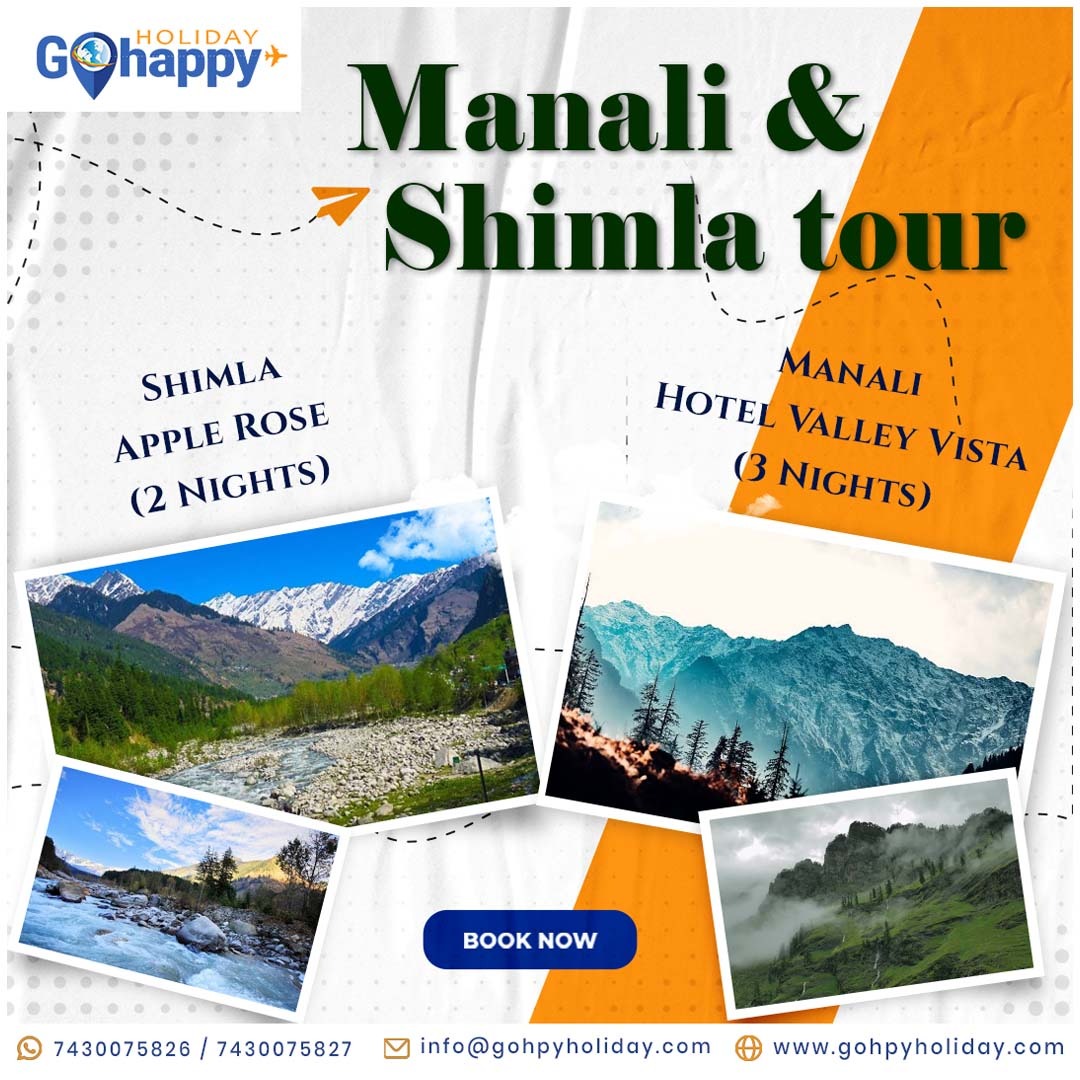 HOLIDAY
GOhappy
Manali &
Shimla tour
Shimla
Apple Rose
(2 Nights)
Manali
Hotel Valley Vista
(3 Nights)
BOOK NOW
7430075826 / 7430075827
info@gohpyholiday.com
www.gohpyholiday.com